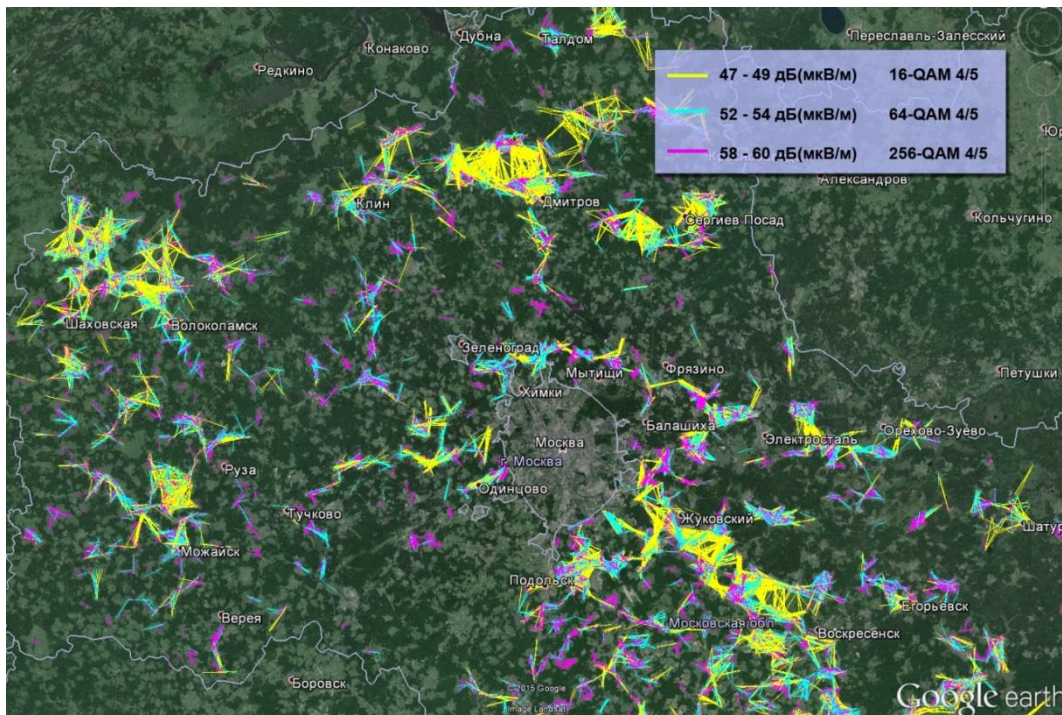 Дубна
Талдом
Переславль-Залесский
Конаково
Редкино
47 - 49 дБ(мкВ/м) 16-QAM 4/5
52 - 54 дБ(мкВ/м) 64-QAM 4/5
58 - 60 дБ(мкВ/м) 256-QAM 4/5
Александров
Клин
Дмитров
Сергиев Посад
Кольчугино
Шаховская
Волоколамск
Зеленоград
Мытищи
Фрязино
Петушки
Химки
Балашиха
Электросталь
Орехово-Зуево
Москва
г. Москва
Руза
Одинцово
Тучково
Жуковский
Шатур
Можайск
Подольск
Егорьевск
Верея
Московская обл
Воскресенск
Боровск
© 2015 Google
Image Landsat
Google earth